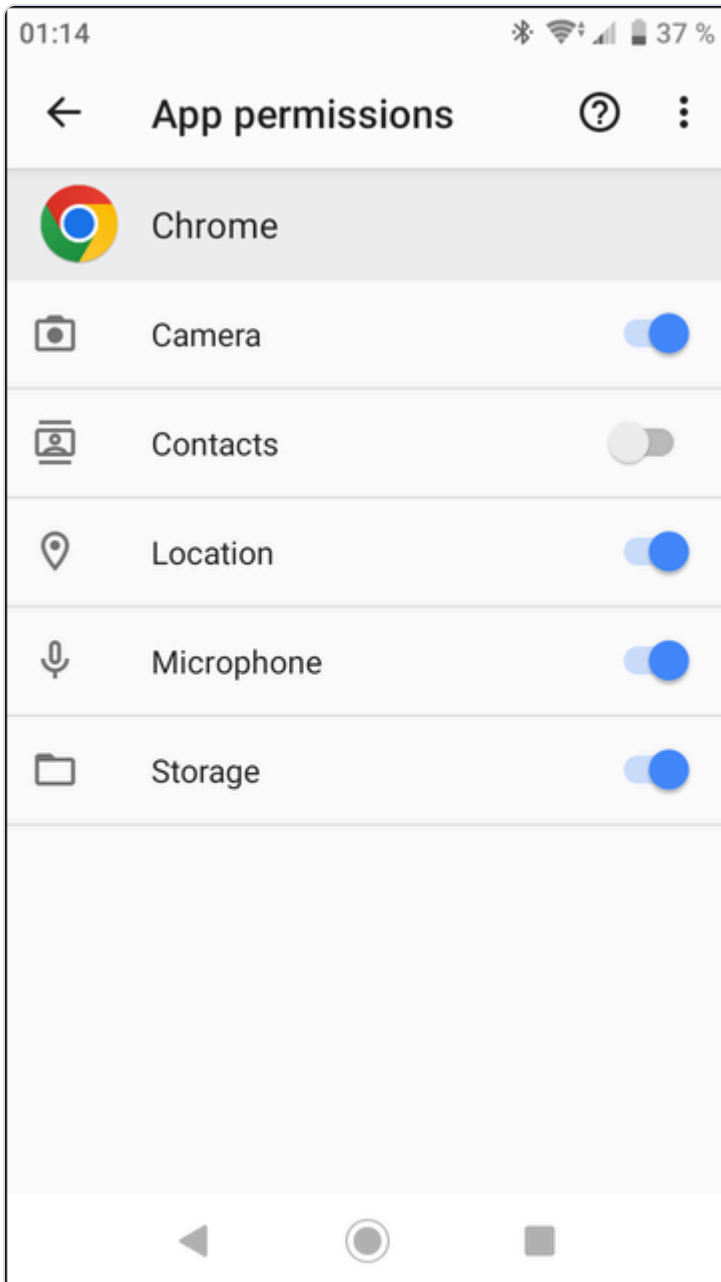 01:14 37 %
App permissions
Chrome
Camera
Contacts
Location
Microphone
Storage